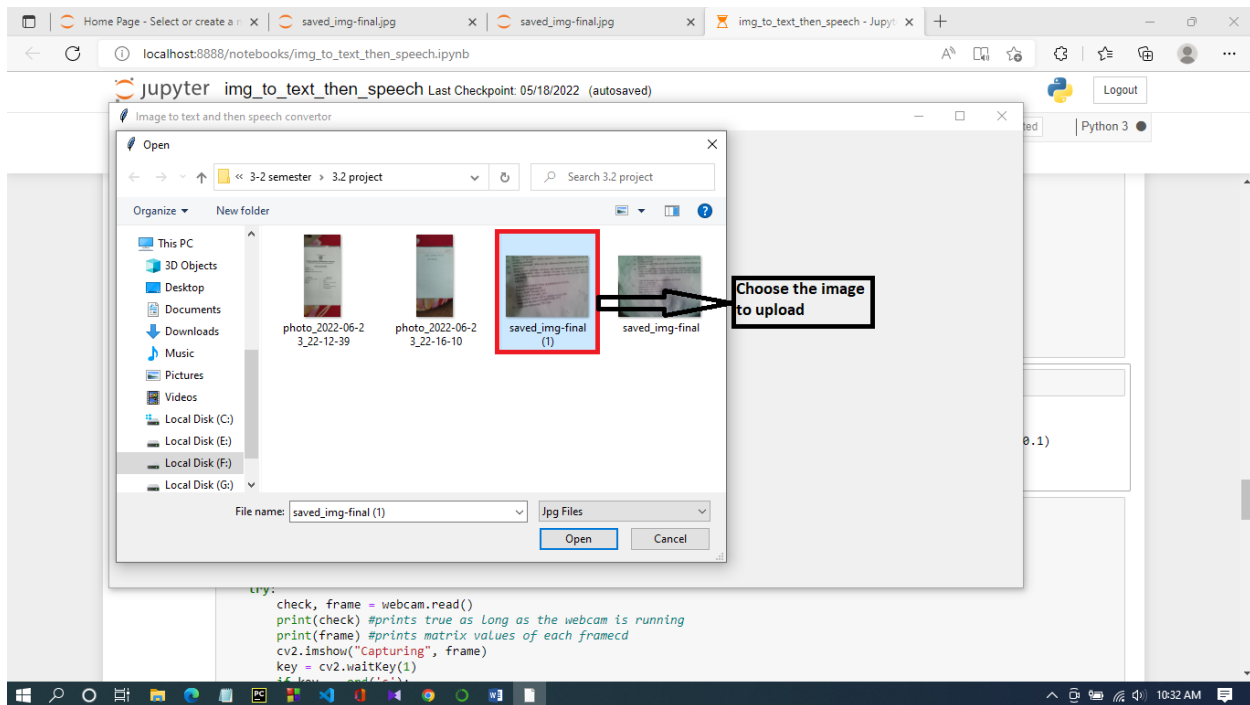 Home Page - Select or create a n
saved_img-final.jpg
saved_img-final.jpg
img_to_text_then_speech - Jupyt
localhost:8888/notebooks/img_to_text_then_speech.ipynb
jupyter img_to_text_then_speech Last Checkpoint: 05/18/2022 (autosaved)
Logout
Image to text and then speech convertor
ted
Python 3
Open
« 3-2 semester › 3.2 project
Search 3.2 project
Organize
New folder
This PC
3D Objects
Desktop
Documents
Downloads
Music
Pictures
Videos
Local Disk (C:)
Local Disk (E:)
Local Disk (F:)
Local Disk (G:)
photo_2022-06-2
3_22-12-39
photo_2022-06-2
3_22-16-10
saved_img-final
(1)
saved_img-final
Choose the image
to upload
0.1)
File name: saved_img-final (1)
Jpg Files
Open
Cancel
try:
check, frame = webcam.read()
print(check) #prints true as long as the webcam is running
print(frame) #prints matrix values of each framecd
cv2.imshow("Capturing", frame)
key = cv2.waitKey(1)
10:32 AM